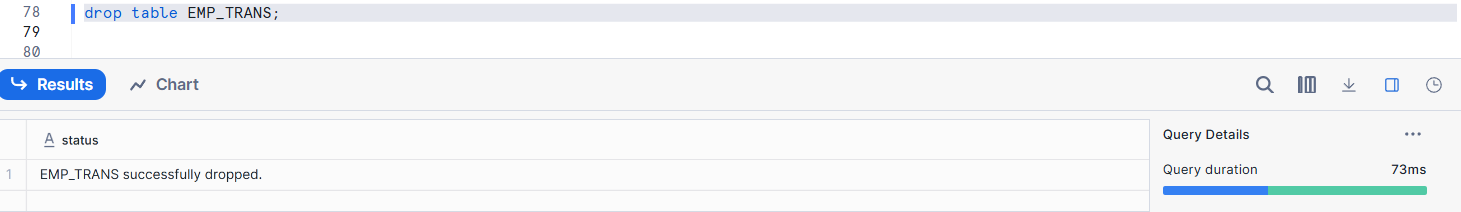 78 drop table EMP_TRANS;
79
80
Results Chart
A status
Query Details
1 EMP_TRANS successfully dropped.
Query duration 73ms